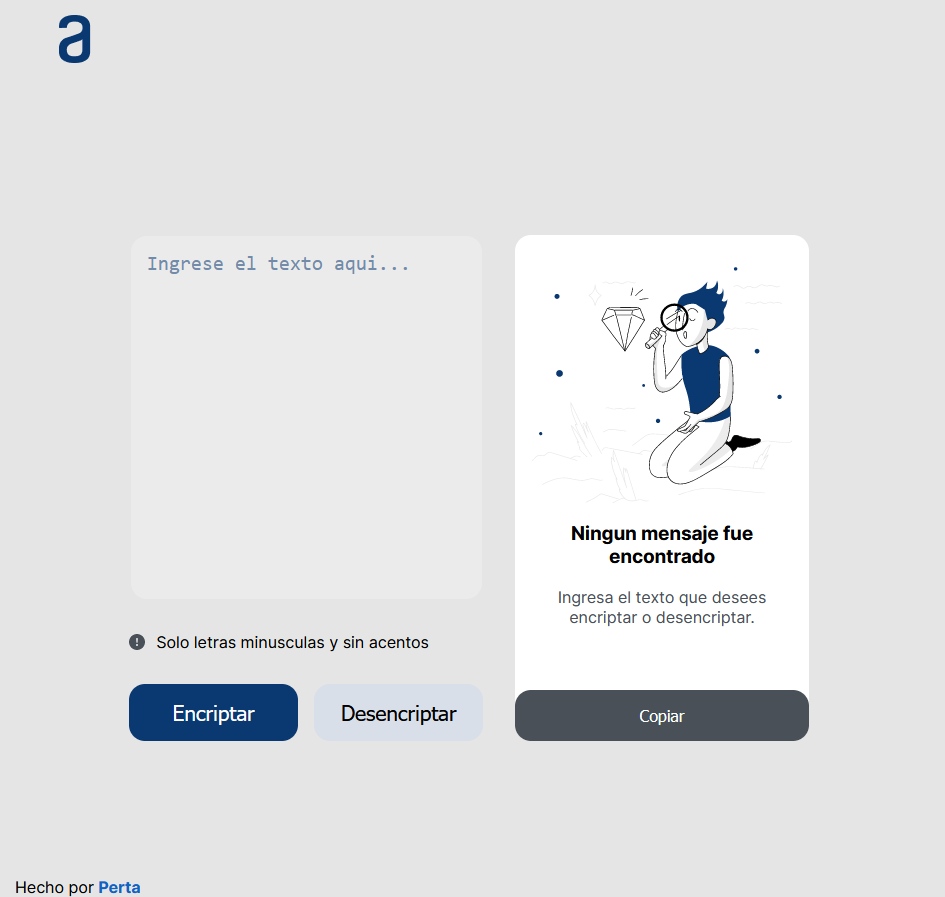 a
Ingrese el texto aqui...
Ningun mensaje fue
encontrado
Ingresa el texto que desees
encriptar o desencriptar.
Solo letras minusculas y sin acentos
Encriptar
Desencriptar
Copiar
Hecho por Perta